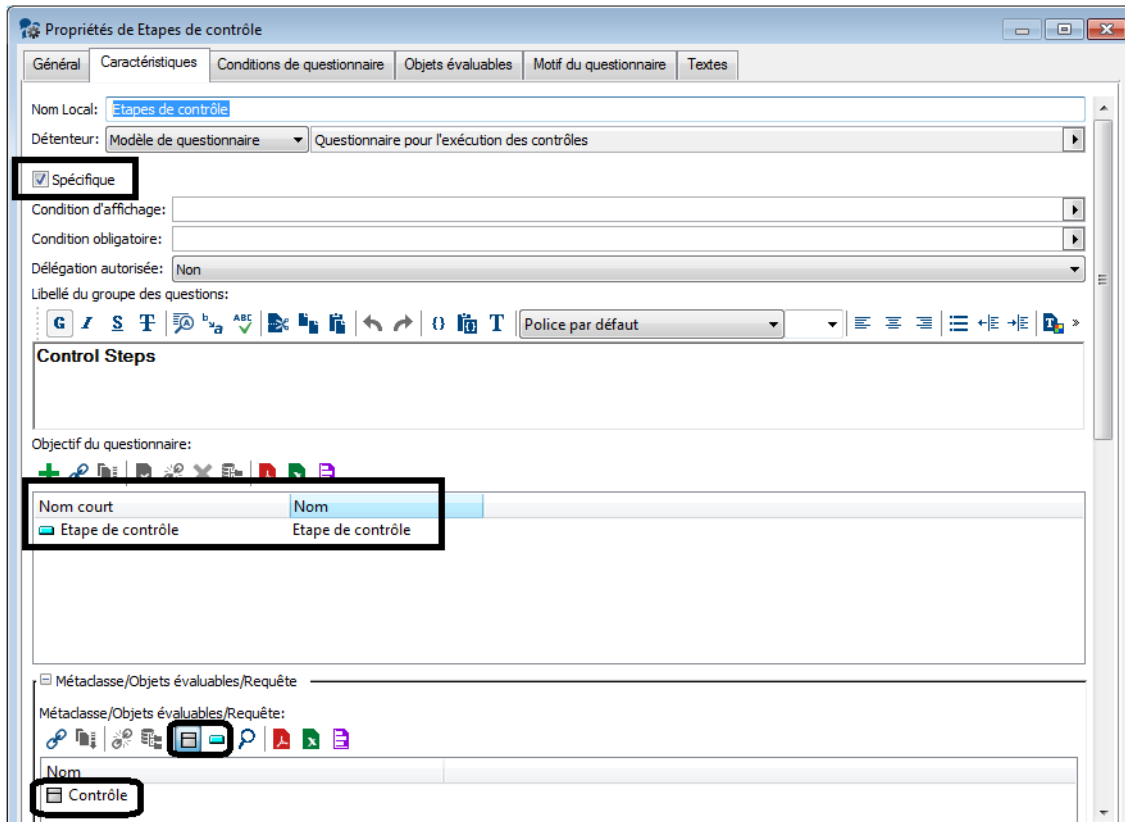 Propriétés de Etapes de contrôle
Général Caractéristiques Conditions de questionnaire Objets évaluables Motif du questionnaire Textes
Nom Local: Etapes de contrôle
Détenteur: Modèle de questionnaire Questionnaire pour l'exécution des contrôles
Spécifique
Condition d'affichage:
Condition obligatoire:
Délégation autorisée: Non
Libellé du groupe des questions:
G I S T ABC T Police par défaut
Control Steps
Objectif du questionnaire:
Nom court Nom
Etape de contrôle Etape de contrôle
Métaclasse/Objets évaluables/Requête
Métaclasse/Objets évaluables/Requête:
Nom
Contrôle